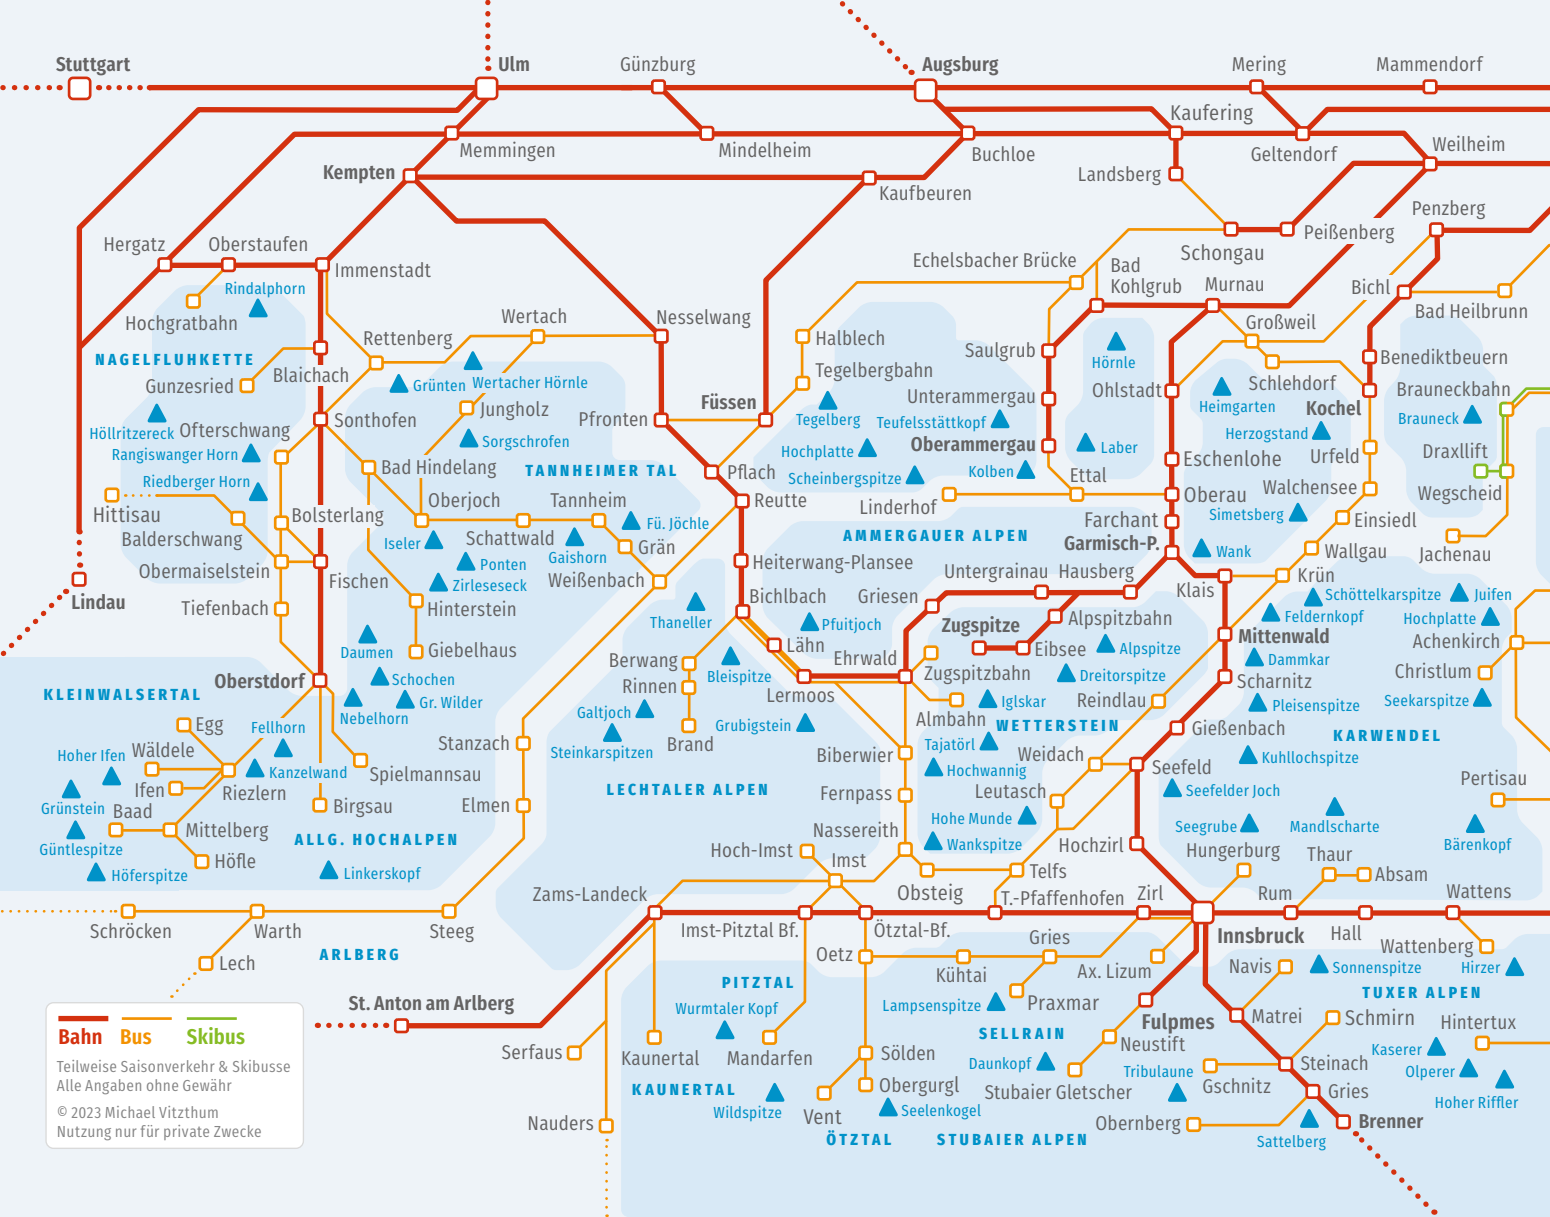 Stuttgart
Ulm
Günzburg
Augsburg
Mering
Mammendorf
Kaufering
Memmingen
Mindelheim
Buchloe
Geltendorf
Weilheim
Kempten
Landsberg
Kaufbeuren
Penzberg
Hergatz
Oberstaufen
Peißenberg
Schongau
Immenstadt
Echelsbacher Brücke
Bad
Kohlgrub
Murnau
Bichl
Rindalphorn
Bad Heilbrunn
Hochgratbahn
Wertach
Nesselwang
Großweil
Rettenberg
Halblech
Saulgrub
Hörnle
Benediktbeuern
NAGELFLUHKETTE
Blaichach
Gunzesried
Grünten
Wertacher Hörnle
Tegelbergbahn
Schlehdorf
Ohlstadt
Brauneckbahn
Unterammergau
Füssen
Jungholz
Pfronten
Tegelberg
Teufelsstättkopf
Heimgarten
Kochel
Brauneck
Höllritzereck
Ofterschwang
Sonthofen
Herzogstand
Oberammergau
Laber
Sorgschrofen
Hochplatte
Draxllift
Rangiswanger Horn
Urfeld
Eschenlohe
Bad Hindelang
TANNHEIMER TAL
Pflach
Kolben
Ettal
Scheinbergspitze
Riedberger Horn
Walchensee
Wegscheid
Oberjoch
Tannheim
Reutte
Linderhof
Oberau
Hittisau
Bolsterlang
Simetsberg
Einsiedl
Fü. Jöchle
Farchant
Balderschwang
Schattwald
AMMERGAUER ALPEN
Garmisch-P.
Iseler
Gaishorn
Grän
Wank
Wallgau
Jachenau
Ponten
Heiterwang-Plansee
Obermaiselstein
Fischen
Zirleseseck
Weißenbach
Untergrainau
Hausberg
Klais
Krün
Lindau
Bichlbach
Griesen
Schöttelkarspitze
Juifen
Tiefenbach
Hinterstein
Thaneller
Pfuitjoch
Zugspitze
Alpspitzbahn
Feldernkopf
Hochplatte
Mittenwald
Achenkirch
Daumen
Giebelhaus
Lähn
Eibsee
Alpspitze
Berwang
Ehrwald
Dammkar
Bleispitze
Zugspitzbahn
Dreitorspitze
Christlum
Oberstdorf
Schochen
Rinnen
Scharnitz
KLEINWALSERTAL
Lermoos
Nebelhorn
Gr. Wilder
Galtjoch
Iglskar
Reindlau
Pleisenspitze
Seekarspitze
Almbahn
Egg
Fellhorn
Grubigstein
WETTERSTEIN
Gießenbach
KARWENDEL
Stanzach
Brand
Tajatörl
Hoher Ifen
Wäldele
Steinkarspitzen
Biberwier
Weidach
Kuhllochspitze
Kanzelwand
Spielmannsau
Hochwannig
Seefeld
Pertisau
Ifen
Riezlern
LECHTALER ALPEN
Fernpass
Leutasch
Seefelder Joch
Grünstein
Baad
Birgsau
Elmen
Hohe Munde
Seegrube
Mandlscharte
Mittelberg
Nassereith
ALLG. HOCHALPEN
Wankspitze
Hochzirl
Bärenkopf
Güntlespitze
Hoch-Imst
Imst
Hungerburg
Thaur
Höfle
Höferspitze
Linkerskopf
Telfs
Absam
Zams-Landeck
Obsteig
T.-Pfaffenhofen
Zirl
Rum
Wattens
Schröcken
Warth
Steeg
Imst-Pitztal Bf.
Ötztal-Bf.
Innsbruck
Hall
ARLBERG
Lech
Oetz
Gries
Wattenberg
Kühtai
Ax. Lizum
Navis
Sonnenspitze
Hirzer
PITZTAL
TUXER ALPEN
St. Anton am Arlberg
Wurmtaler Kopf
Lampsenspitze
Praxmar
Fulpmes
Matrei
Schmirn
Hintertux
SELLRAIN
Bahn
Bus
Skibus
Serfaus
Kaunertal
Mandarfen
Sölden
Neustift
Kaserer
Teilweise Saisonverkehr & Skibusse
Alle Angaben ohne Gewähr
Daunkopf
Tribulaune
Steinach
Olperer
KAUNERTAL
Obergurgl
Stubaier Gletscher
Gschnitz
Gries
© 2023 Michael Vitzthum
Nutzung nur für private Zwecke
Wildspitze
Vent
Seelenkogel
Hoher Riffler
Nauders
Obernberg
Brenner
ÖTZTAL
STUBAIER ALPEN
Sattelberg